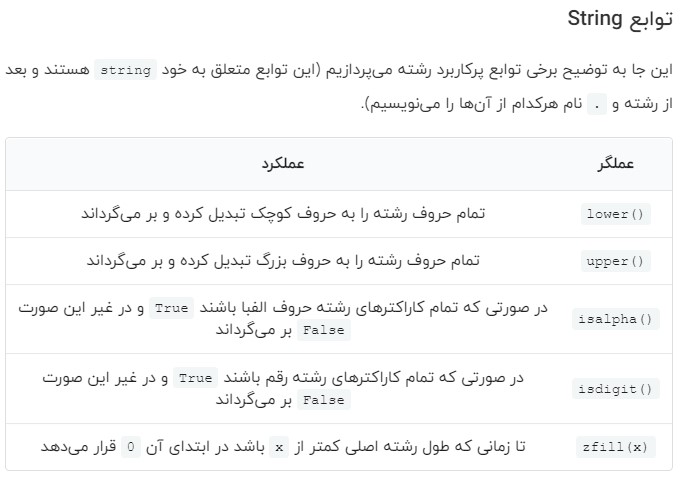 توابع String
این جا به توضیح برخی توابع پرکاربرد رشته می‌پردازیم (این توابع متعلق به خود string هستند و بعد
از رشته و . نام هرکدام از آن‌ها را می‌نویسیم).
عملگر عملکرد
lower() تمام حروف رشته را به حروف کوچک تبدیل کرده و بر می‌گرداند
upper() تمام حروف رشته را به حروف بزرگ تبدیل کرده و بر می‌گرداند
isalpha() در صورتی که تمام کاراکترهای رشته حروف الفبا باشند True و در غیر این صورت
False بر می‌گرداند
isdigit() در صورتی که تمام کاراکترهای رشته رقم باشند True و در غیر این صورت
False بر می‌گرداند
zfill(x) تا زمانی که طول رشته اصلی کمتر از x باشد در ابتدای آن 0 قرار می‌دهد